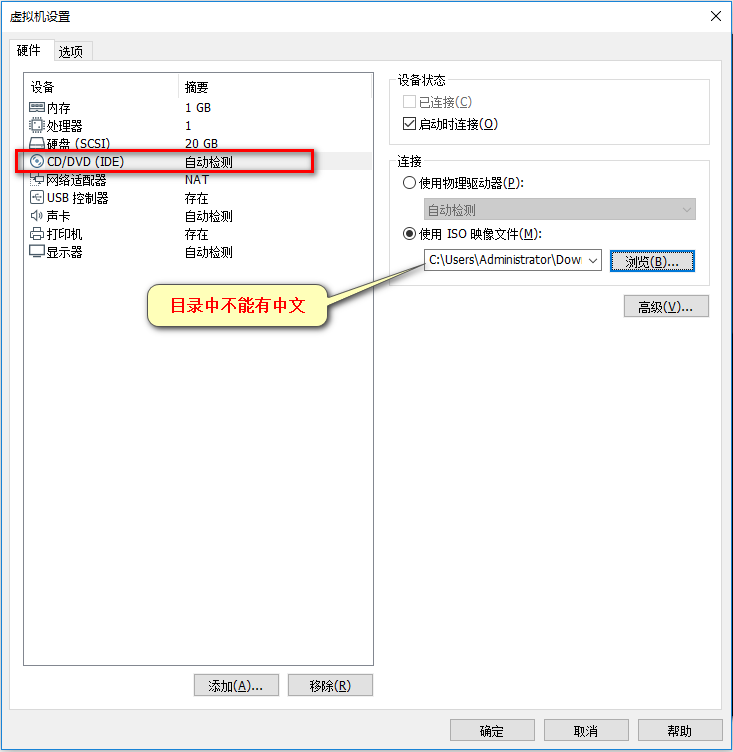 虚拟机设置
硬件 选项
设备 摘要
内存 1 GB
处理器 1
硬盘 (SCSI) 20 GB
CD/DVD (IDE) 自动检测
网络适配器 NAT
USB 控制器 存在
声卡 自动检测
打印机 存在
显示器 自动检测
添加(A)... 移除(R)
设备状态
已连接(C)
启动时连接(O)
连接
使用物理驱动器(P):
自动检测
使用 ISO 映像文件(M):
C:\Users\Administrator\Dow 浏览(B)...
目录中不能有中文
高级(V)...
确定 取消 帮助